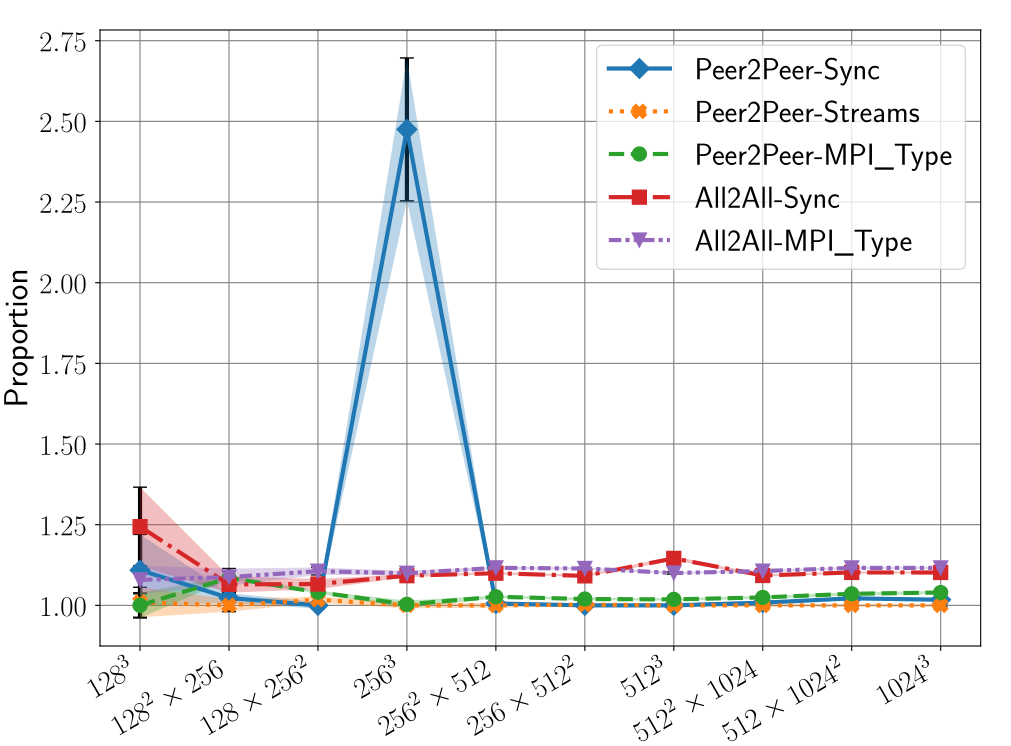 2.75
2.50
2.25
2.00
1.75
1.50
1.25
1.00
Proportion
Peer2Peer-Sync
Peer2Peer-Streams
Peer2Peer-MPI_Type
All2All-Sync
All2All-MPI_Type
128³
128² × 256
128 × 256²
256³
256² × 512
256 × 512²
512³
512² × 1024
512 × 1024²
1024³